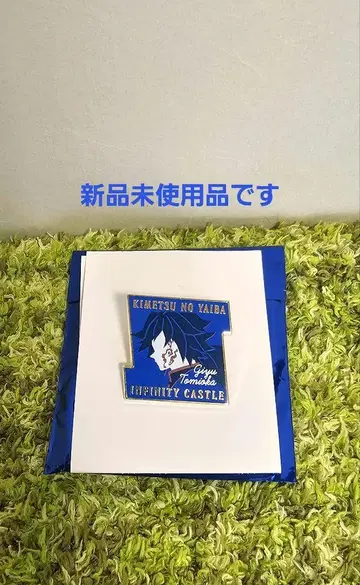 新品未使用品です
KIMETSU NO YAIBA
Giyu
Tomioka
INFINITY CASTLE